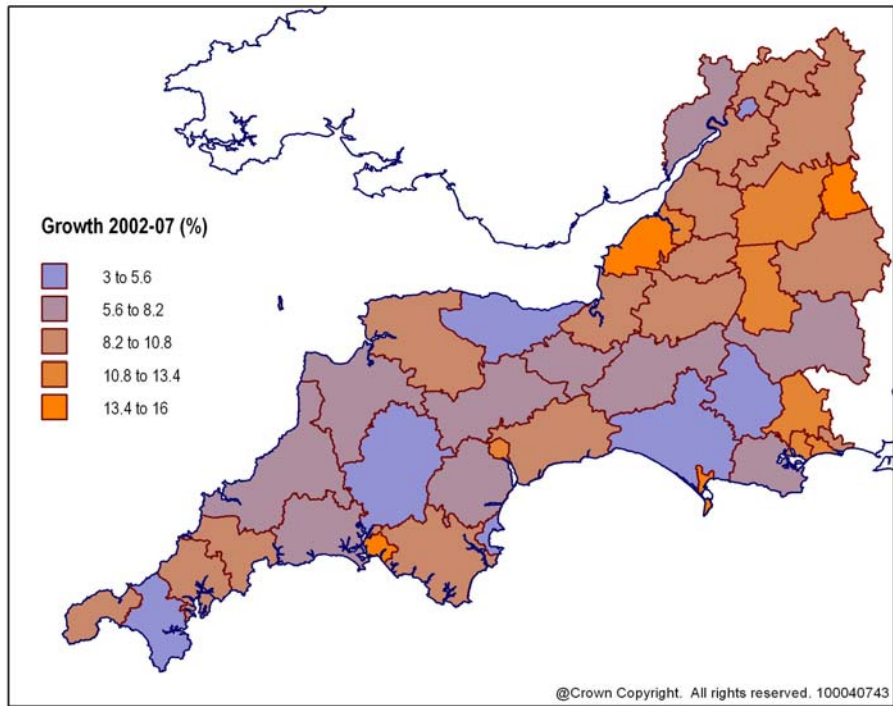 Growth 2002-07 (%)
3 to 5.6
5.6 to 8.2
8.2 to 10.8
10.8 to 13.4
13.4 to 16
@Crown Copyright. All rights reserved. 100040743